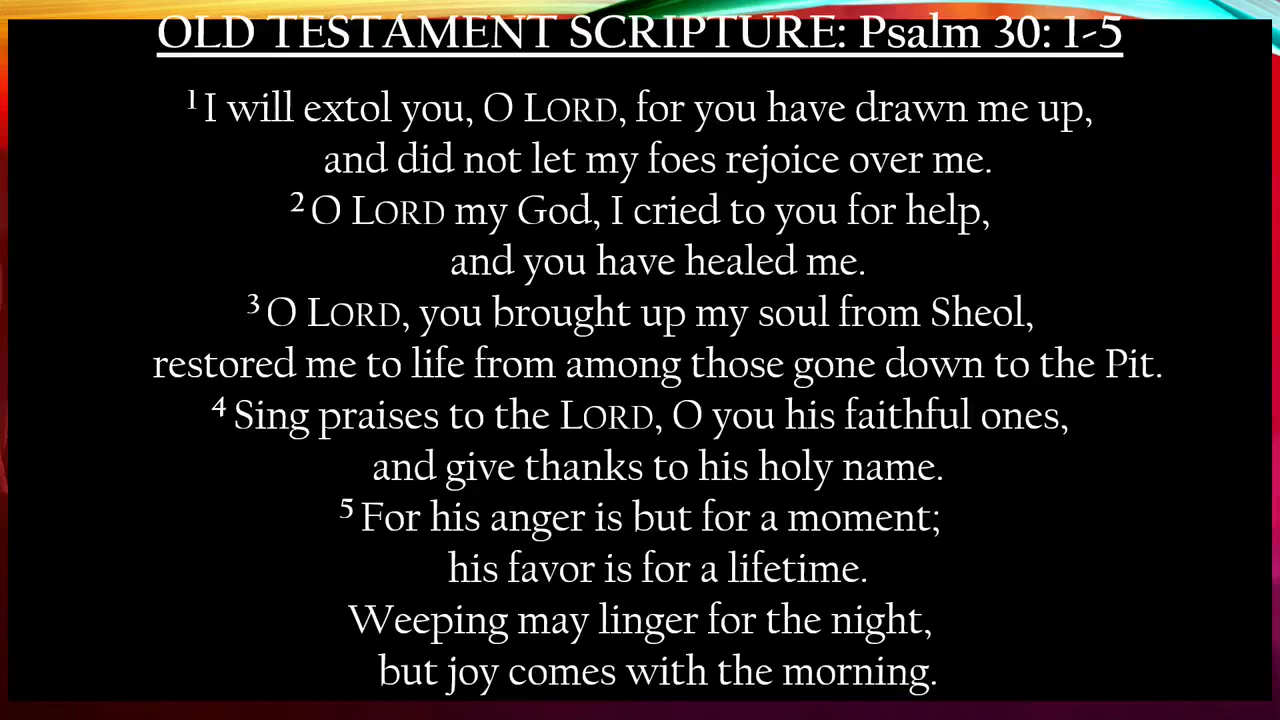 OLD TESTAMENT SCRIPTURE: Psalm 30: 1-5
1 I will extol you, O LORD, for you have drawn me up,
and did not let my foes rejoice over me.
2 O LORD my God, I cried to you for help,
and you have healed me.
3 O LORD, you brought up my soul from Sheol,
restored me to life from among those gone down to the Pit.
4 Sing praises to the LORD, O you his faithful ones,
and give thanks to his holy name.
5 For his anger is but for a moment;
his favor is for a lifetime.
Weeping may linger for the night,
but joy comes with the morning.